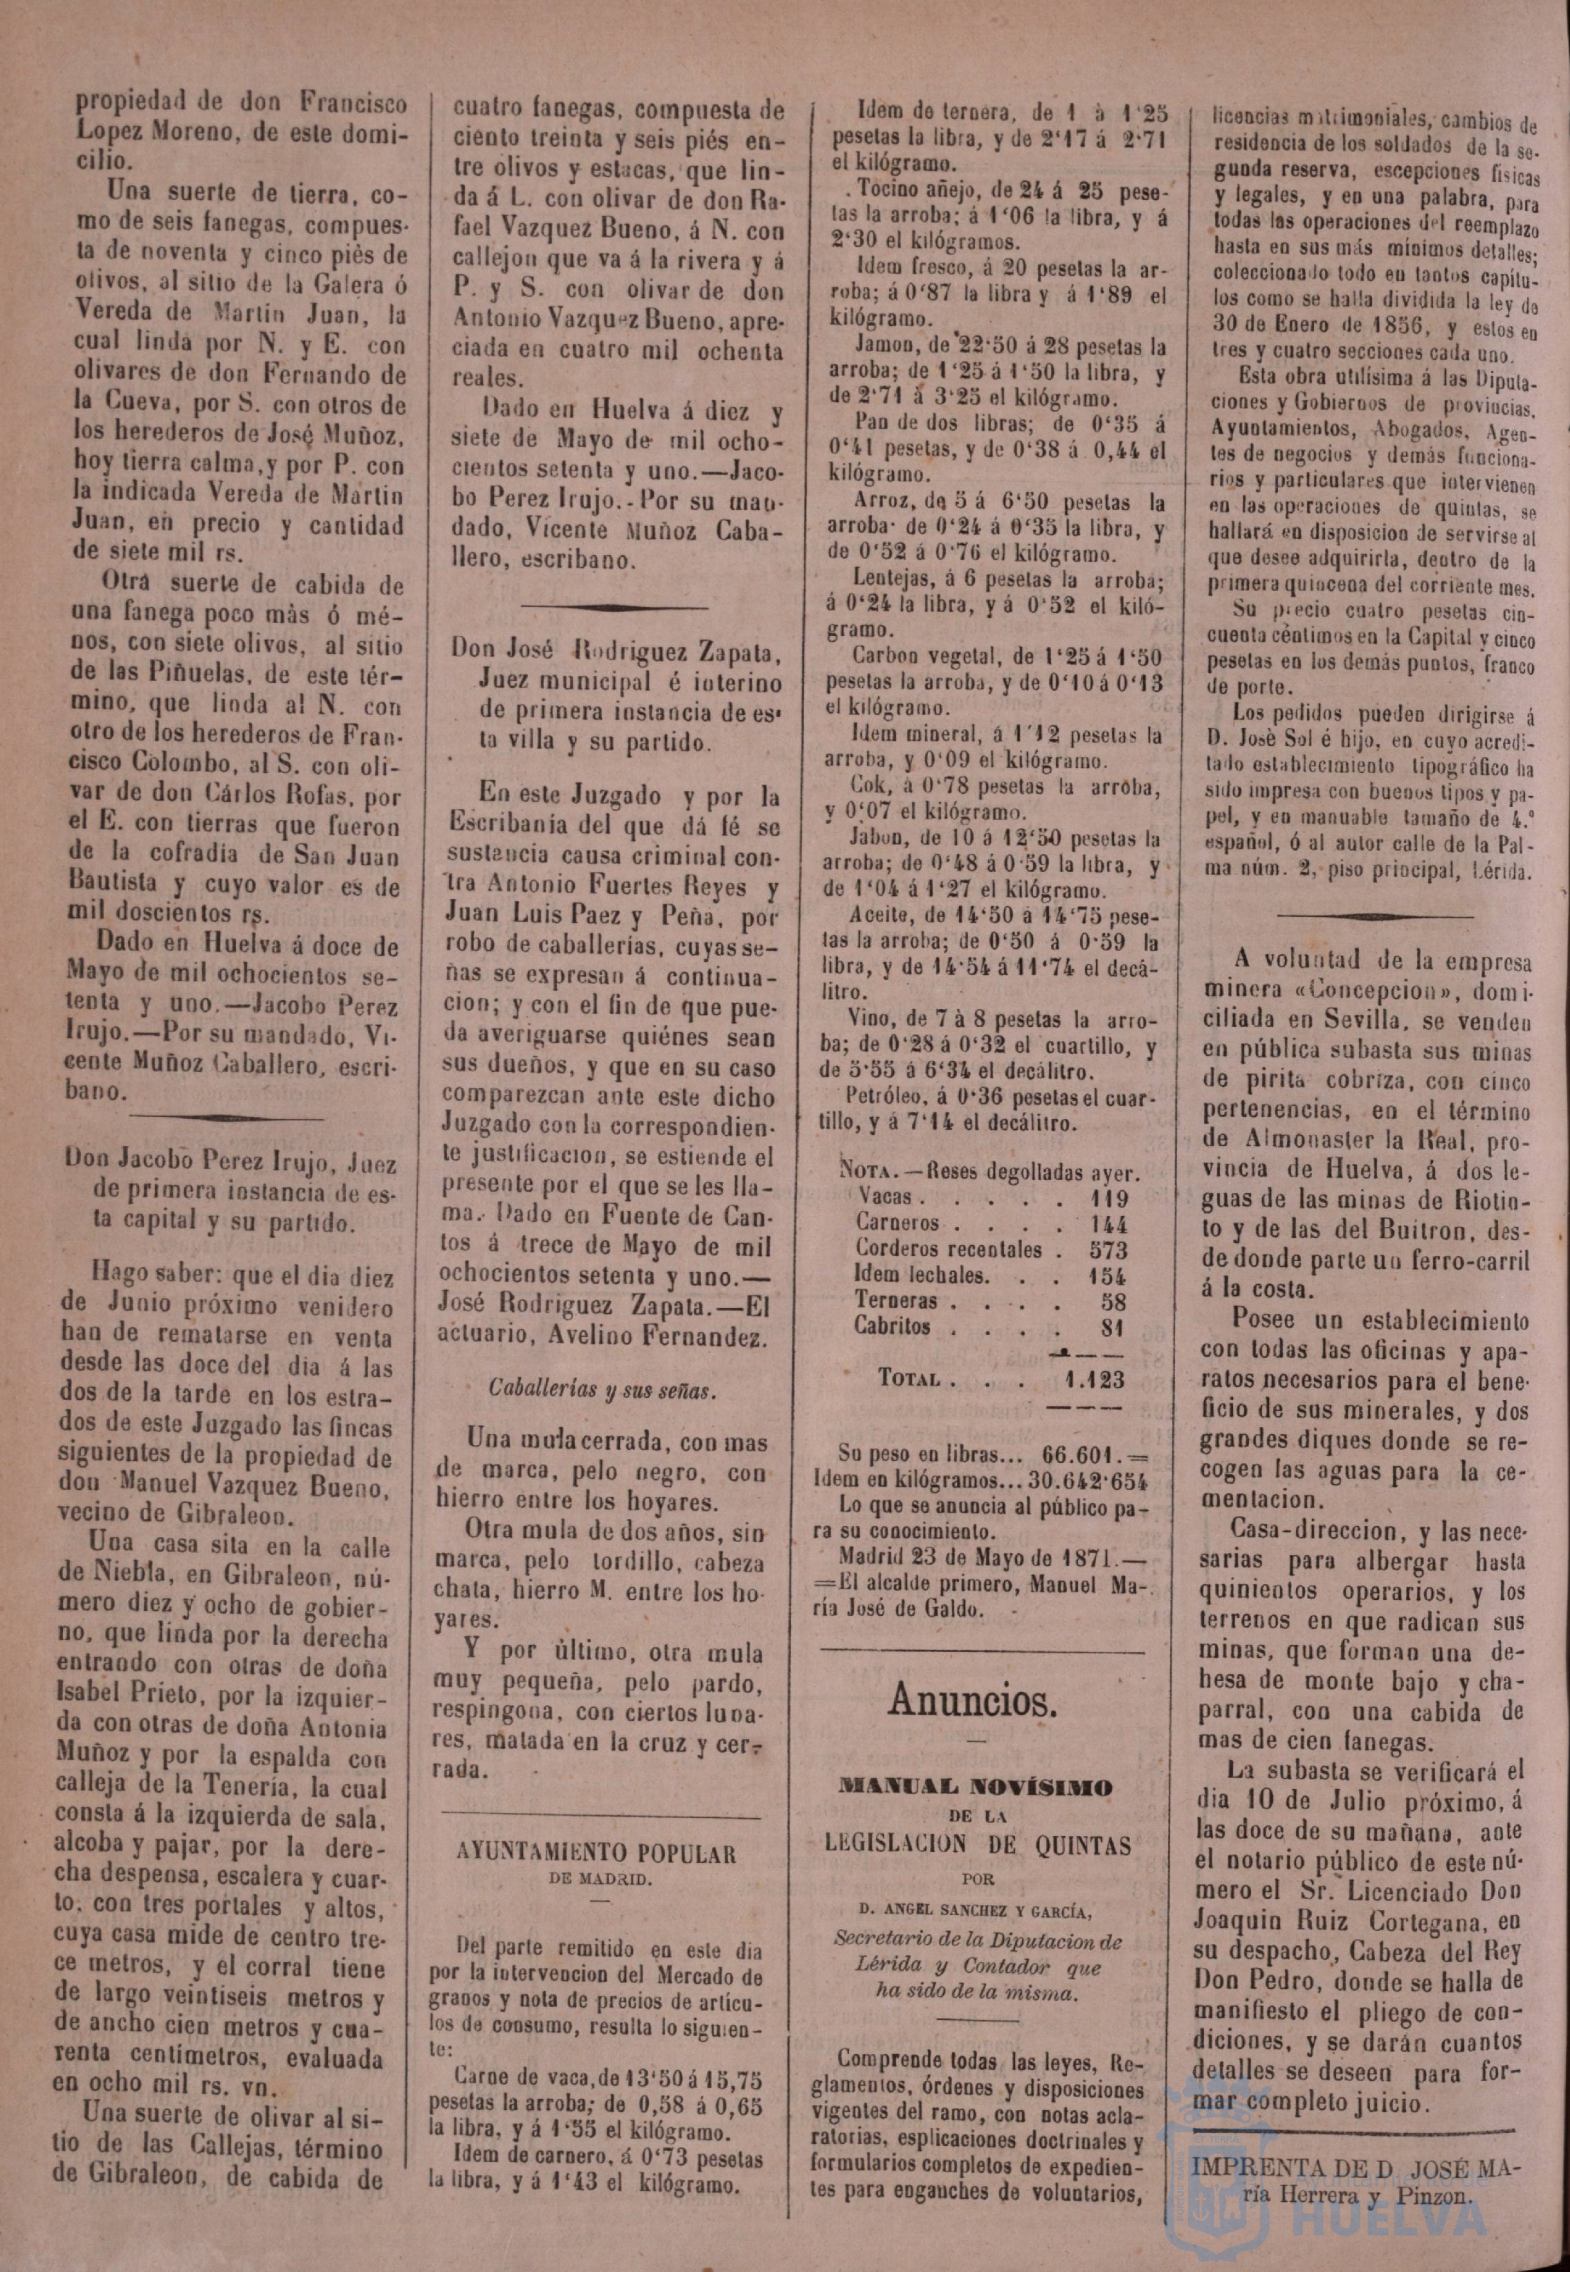 propiedad de don Francisco
Lopez Moreno, de este domi-
cilio.
Una suerte de tierra, co-
mo de seis fanegas, compues-
ta de noventa y cinco piés de
olivos, al sitio de la Galera ó
Vereda de Martin Juan, la
cual linda por N. y E. con
olivares de don Fernando de
la Cueva, por S. con otros de
los herederos de José Muñoz,
hoy tierra calma, y por P. con
la indicada Vereda de Martin
Juan, en precio y cantidad
de siete mil rs.
Otra suerte de cabida de
una fanega poco más ó mé-
nos, con siete olivos, al sitio
de las Piñuelas, de este tér-
mino, que linda al N. con
otro de los herederos de Fran-
cisco Colombo, al S. con oli-
var de don Cárlos Rofas, por
el E. con tierras que fueron
de la cofradia de San Juan
Bautista y cuyo valor es de
mil doscientos rs.
Dado en Huelva á doce de
Mayo de mil ochocientos se-
tenta y uno.—Jacobo Perez
Irujo.—Por su mandado, Vi-
cente Muñoz Caballero, escri-
bano.
Don Jacobo Perez Irujo, Juez
de primera instancia de es-
ta capital y su partido.
Hago saber: que el dia diez
de Junio próximo venidero
han de rematarse en venta
desde las doce del dia á las
dos de la tarde en los estra-
dos de este Juzgado las fincas
siguientes de la propiedad de
don Manuel Vazquez Bueno,
vecino de Gibraleon.
Una casa sita en la calle
de Niebla, en Gibraleon, nú-
mero diez y ocho de gobier-
no, que linda por la derecha
entrando con otras de doña
Isabel Prieto, por la izquier-
da con otras de doña Antonia
Muñoz y por la espalda con
calleja de la Tenería, la cual
consta á la izquierda de sala,
alcoba y pajar, por la dere-
cha despensa, escalera y cuar-
to, con tres portales y altos,
cuya casa mide de centro tre-
ce metros, y el corral tiene
de largo veintiseis metros y
de ancho cien metros y cua-
renta centímetros, evaluada
en ocho mil rs. vn.
Una suerte de olivar al si-
tio de las Callejas, término
de Gibraleon, de cabida de
cuatro fanegas, compuesta de
ciento treinta y seis piés en-
tre olivos y estacas, que lin-
da á L. con olivar de don Ra-
fael Vazquez Bueno, á N. con
callejon que va á la rivera y á
P. y S. con olivar de don
Antonio Vazquez Bueno, apre-
ciada en cuatro mil ochenta
reales.
Dado en Huelva á diez y
siete de Mayo de mil ocho-
cientos setenta y uno.—Jaco-
bo Perez Irujo.-Por su man-
dado, Vicente Muñoz Caba-
llero, escribano.
Don José Rodriguez Zapata,
Juez municipal é interino
de primera instancia de es-
ta villa y su partido.
En este Juzgado y por la
Escribanía del que dá fé se
sustancia causa criminal con-
tra Antonio Fuertes Reyes y
Juan Luis Paez y Peña, por
robo de caballerías, cuyas se-
ñas se expresan á continua-
cion; y con el fin de que pue-
da averiguarse quiénes sean
sus dueños, y que en su caso
comparezcan ante este dicho
Juzgado con la correspondien-
te justificacion, se estiende el
presente por el que se les lla-
ma. Dado en Fuente de Can-
tos á trece de Mayo de mil
ochocientos setenta y uno.—
José Rodriguez Zapata.—El
actuario, Avelino Fernandez.
Caballerías y sus señas.
Una mula cerrada, con mas
de marca, pelo negro, con
hierro entre los hoyares.
Otra mula de dos años, sin
marca, pelo tordillo, cabeza
chata, hierro M. entre los ho-
yares.
Y por último, otra mula
muy pequeña, pelo pardo,
respingona, con ciertos luna-
res, matada en la cruz y cer-
rada.
AYUNTAMIENTO POPULAR
DE MADRID.
Del parte remitido en este dia
por la intervencion del Mercado de
granos y nota de precios de artícu-
los de consumo, resulta lo siguien-
te:
Carne de vaca, de 13'50 á 15,75
pesetas la arroba; de 0,58 á 0,65
la libra, y á 1'55 el kilógramo.
Idem de carnero, á 0'73 pesetas
la libra, y á 1'43 el kilógramo.
Idem de ternera, de 1 à 1'25
pesetas la libra, y de 2'17 á 2'71
el kilógramo.
Tocino añejo, de 24 á 25 pese-
tas la arroba; á 1'06 la libra, y á
2'30 el kilógramos.
Idem fresco, á 20 pesetas la ar-
roba; á 0'87 la libra y á 1'89 el
kilógramo.
Jamon, de 22'50 á 28 pesetas la
arroba; de 1'25 á 1'50 la libra, y
de 2'71 á 3'25 el kilógramo.
Pan de dos libras; de 0'35 á
0'41 pesetas, y de 0'38 á 0,44 el
kilógramo.
Arroz, de 5 á 6'50 pesetas la
arroba· de 0'24 á 0'35 la libra, y
de 0'52 á 0'76 el kilógramo.
Lentejas, á 6 pesetas la arroba;
á 0'24 la libra, y á 0'52 el kiló-
gramo.
Carbon vegetal, de 1'25 á 1'50
pesetas la arroba, y de 0'10 á 0'13
el kilógramo.
Idem mineral, á 1'12 pesetas la
arroba, y 0'09 el kilógramo.
Cok, à 0'78 pesetas la arroba,
y 0'07 el kilógramo.
Jabon, de 10 á 12'50 pesetas la
arroba; de 0'48 á 0'59 la libra, y
de 1'04 á 1'27 el kilógramo.
Aceite, de 14'50 à 14'75 pese-
tas la arroba; de 0'50 á 0'59 la
libra, y de 14'54 á 11'74 el decá-
litro.
Vino, de 7 à 8 pesetas la arro-
ba; de 0'28 á 0'32 el cuartillo, y
de 5'55 á 6'34 el decálitro.
Petróleo, á 0'36 pesetas el cuar-
tillo, y á 7'14 el decálitro.
NOTA.—Reses degolladas ayer.
Vacas . . . . . 119
Carneros . . . . 144
Corderos recentales . 573
Idem lechales. . . 154
Terneras . . . . 58
Cabritos . . . . 81
TOTAL . . . 1.123
Su peso en libras... 66.601.=
Idem en kilógramos... 30.642'654
Lo que se anuncia al público pa-
ra su conocimiento.
Madrid 23 de Mayo de 1871.—
=El alcalde primero, Manuel Ma-
ría José de Galdo.
Anuncios.
MANUAL NOVÍSIMO
DE LA
LEGISLACION DE QUINTAS
POR
D. ANGEL SANCHEZ Y GARCÍA,
Secretario de la Diputacion de
Lérida y Contador que
ha sido de la misma.
Comprende todas las leyes, Re-
glamentos, órdenes y disposiciones
vigentes del ramo, con notas acla-
ratorias, esplicaciones doctrinales y
formularios completos de expedien-
tes para enganches de voluntarios,
licencias matrimoniales, cambios de
residencia de los soldados de la se-
gunda reserva, escepciones físicas
y legales, y en una palabra, para
todas las operaciones del reemplazo
hasta en sus más mínimos detalles;
coleccionado todo en tantos capítu-
los como se halla dividida la ley de
30 de Enero de 1856, y estos en
tres y cuatro secciones cada uno.
Esta obra utilísima á las Diputa-
ciones y Gobiernos de provincias,
Ayuntamientos, Abogados, Agen-
tes de negocios y demás funciona-
rios y particulares que intervienen
en las operaciones de quintas, se
hallará en disposicion de servirse al
que desee adquirirla, dentro de la
primera quincena del corriente mes.
Su precio cuatro pesetas cin-
cuenta céntimos en la Capital y cinco
pesetas en los demás puntos, franco
de porte.
Los pedidos pueden dirigirse á
D. Josè Sol é hijo, en cuyo acredi-
tado establecimiento tipográfico ha
sido impresa con buenos tipos y pa-
pel, y en manuable tamaño de 4.º
español, ó al autor calle de la Pal-
ma núm. 2, piso principal, Lérida.
A voluntad de la empresa
minera «Concepcion», domi-
ciliada en Sevilla, se venden
en pública subasta sus minas
de pirita cobriza, con cinco
pertenencias, en el término
de Almonaster la Real, pro-
vincia de Huelva, á dos le-
guas de las minas de Riotin-
to y de las del Buitron, des-
de donde parte un ferro-carril
á la costa.
Posee un establecimiento
con todas las oficinas y apa-
ratos necesarios para el bene-
ficio de sus minerales, y dos
grandes diques donde se re-
cogen las aguas para la ce-
mentacion.
Casa-direccion, y las nece-
sarias para albergar hasta
quinientos operarios, y los
terrenos en que radican sus
minas, que forman una de-
hesa de monte bajo y cha-
parral, con una cabida de
mas de cien fanegas.
La subasta se verificará el
dia 10 de Julio próximo, á
las doce de su mañana, ante
el notario público de este nú-
mero el Sr. Licenciado Don
Joaquin Ruiz Cortegana, en
su despacho, Cabeza del Rey
Don Pedro, donde se halla de
manifiesto el pliego de con-
diciones, y se darán cuantos
detalles se deseen para for-
mar completo juicio.
IMPRENTA DE D. JOSÉ MA-
ría Herrera y Pinzon.
HUELVA